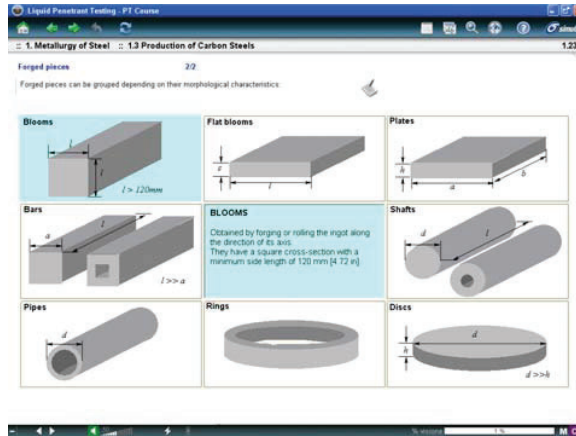 Liquid Penetrant Testing - PT Course
:: 1. Metallurgy of Steel :: 1.3 Production of Carbon Steels
1.23
Forged pieces 2/2
Forged pieces can be grouped depending on their morphological characteristics:
Blooms
l
l
l > 120mm
Flat blooms
l
Plates
h
a
b
Bars
a
l
l >> a
BLOOMS
Obtained by forging or rolling the ingot along
the direction of its axis.
They have a square cross-section with a
minimum side length of 120 mm [4.72 in].
Shafts
d
l
Pipes
d
Rings
Discs
d
h
d >> h
1 %
M